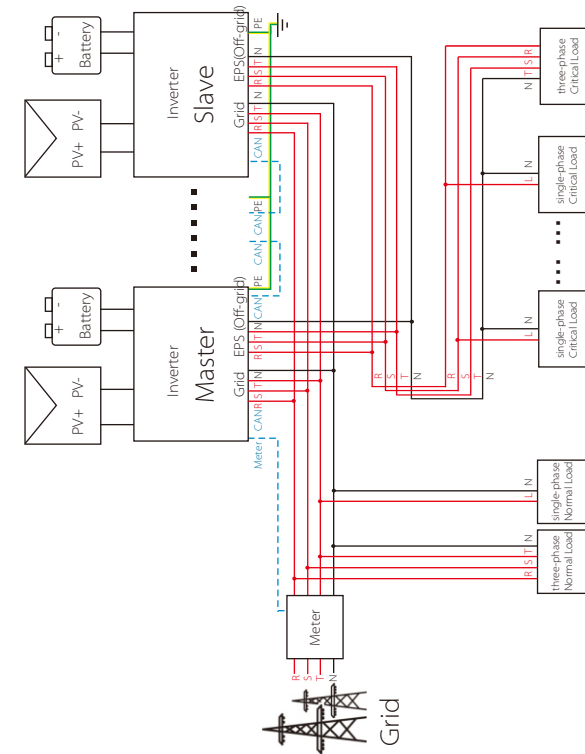 + -
Battery
PV+ PV-
Inverter
Master
Meter
CAN
R S T N
Grid
R S T N
EPS (Off-grid)
CAN
PE
CAN
CAN
PE
+ -
Battery
PV+ PV-
Inverter
Slave
CAN
R S T N
Grid
R S T N
EPS(Off-grid)
PE
R
S
T
N
Grid
Meter
R
S
T
N
R S T N
three-phase
Normal Load
L N
single-phase
Normal Load
L N
single-phase
Critical Load
L N
single-phase
Critical Load
N T S R
three-phase
Critical Load